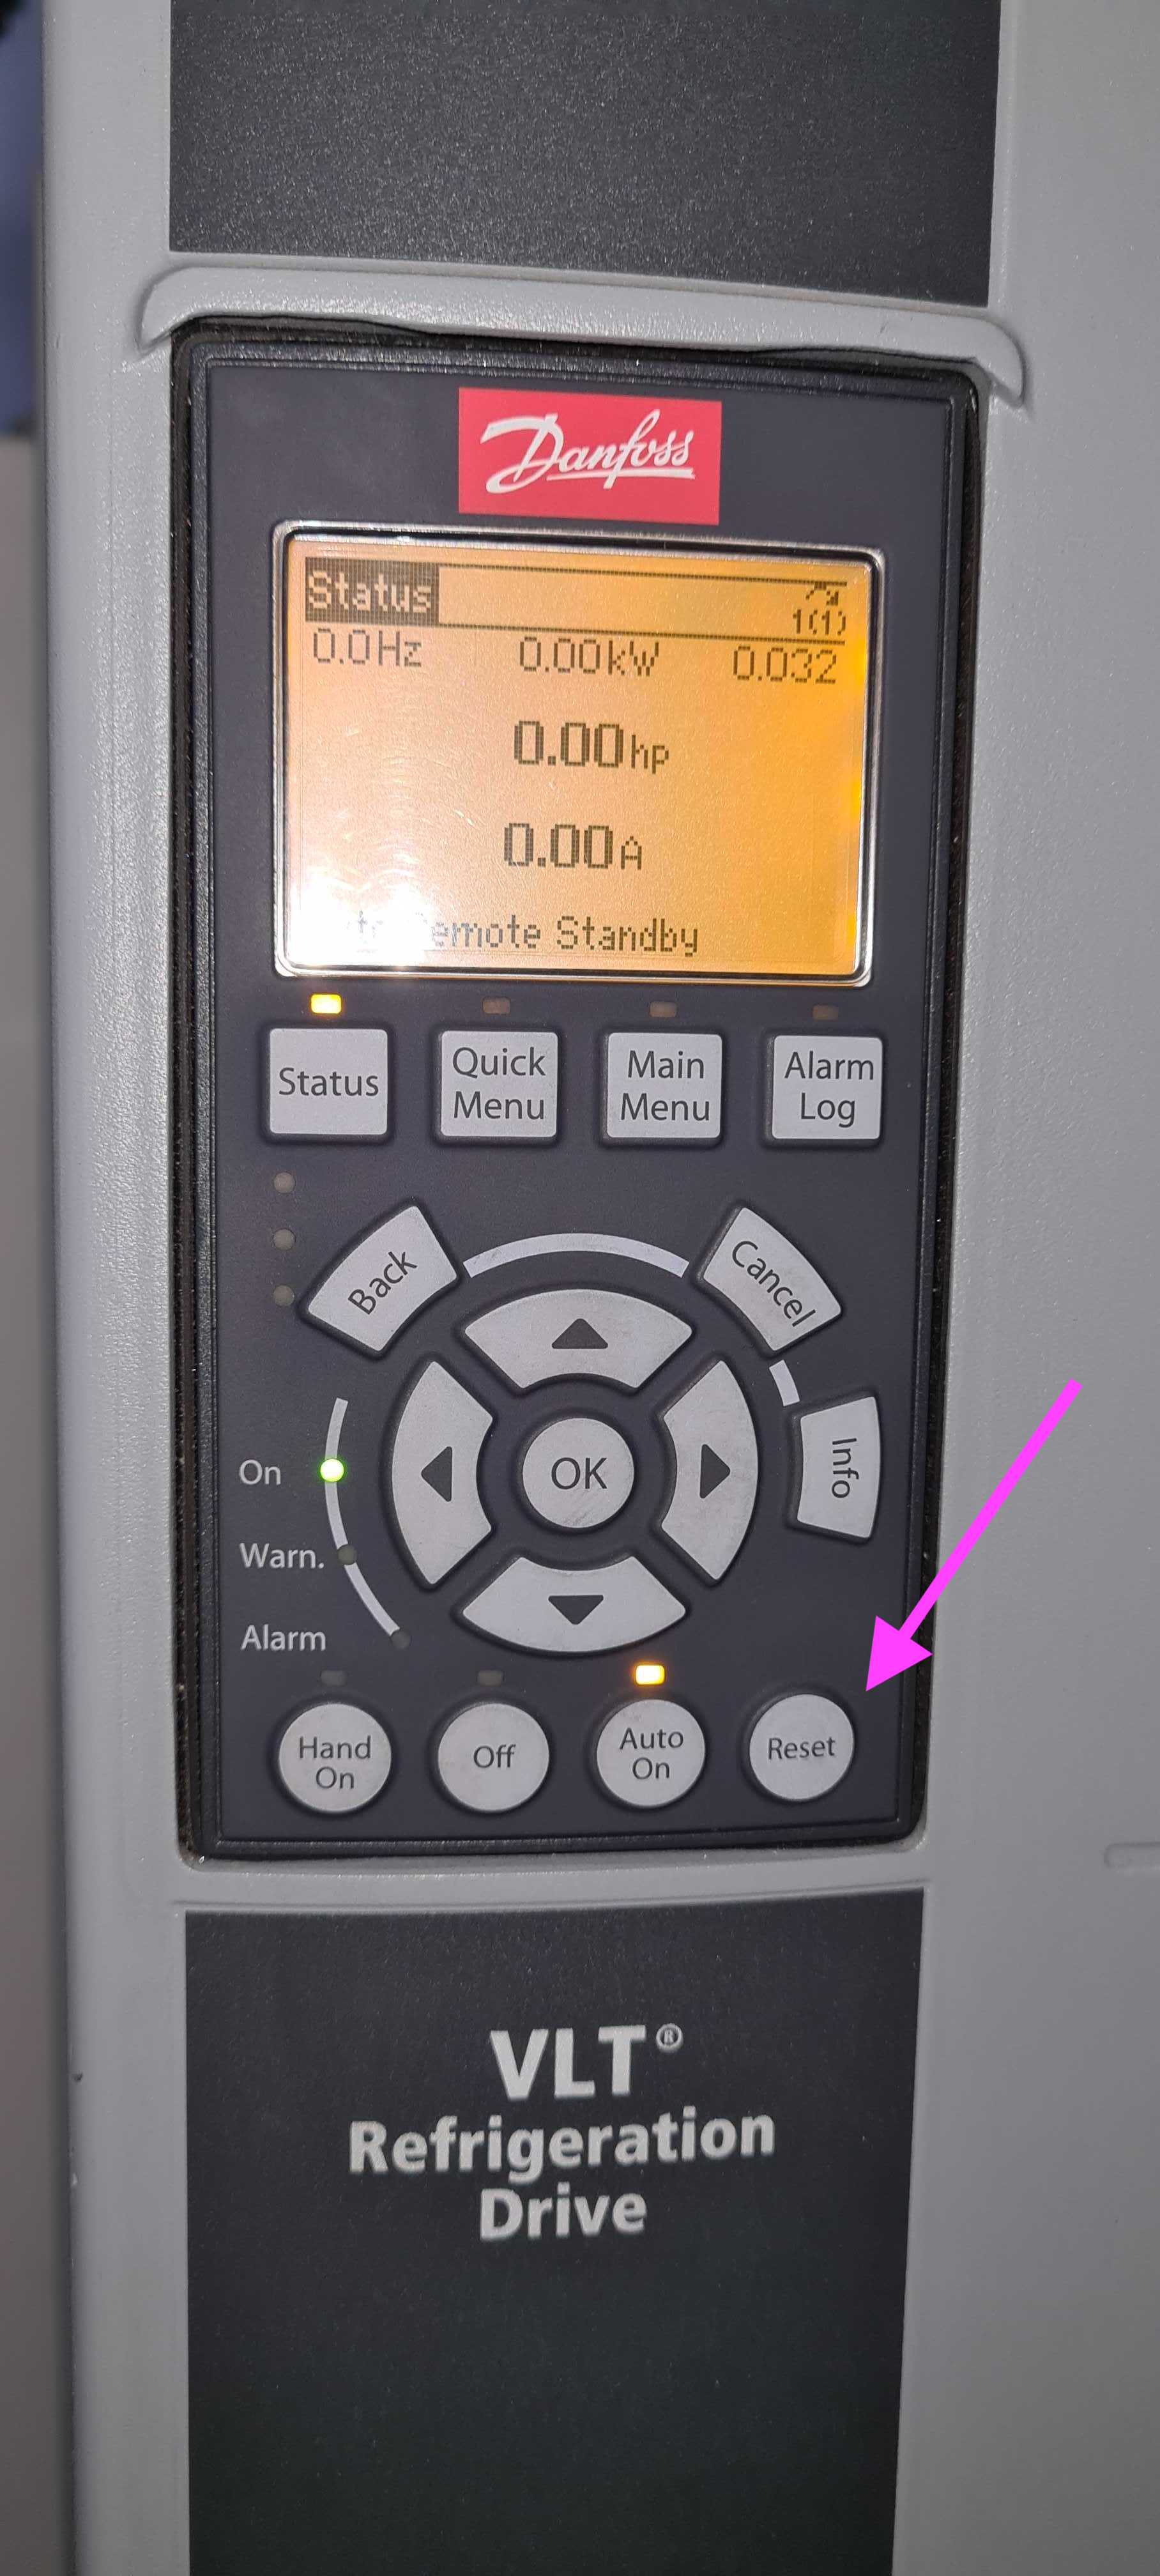 Danfoss
Status
1(1)
0.0Hz 0.00kW 0.032
0.00hp
0.00A
Standby
Status Quick Menu Main Menu Alarm Log
Back
Cancel
Info
OK
On
Warn.
Alarm
Hand On Off Auto On Reset
VLT®
Refrigeration
Drive